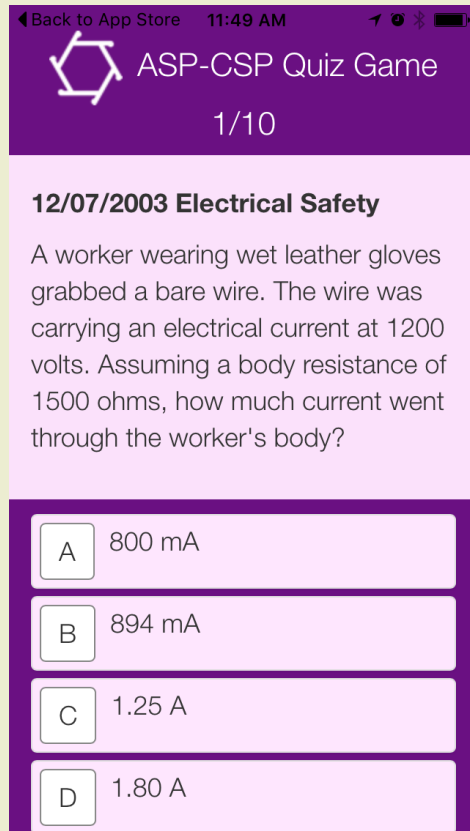 Back to App Store 11:49 AM
ASP-CSP Quiz Game
1/10
12/07/2003 Electrical Safety
A worker wearing wet leather gloves
grabbed a bare wire. The wire was
carrying an electrical current at 1200
volts. Assuming a body resistance of
1500 ohms, how much current went
through the worker's body?
A 800 mA
B 894 mA
C 1.25 A
D 1.80 A